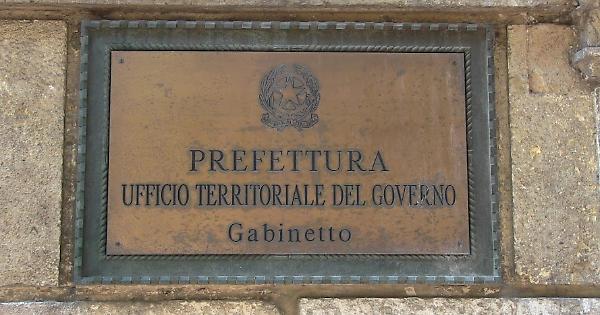 PREFETTURA
UFFICIO TERRITORIALE DEL GOVERNO
Gabinetto